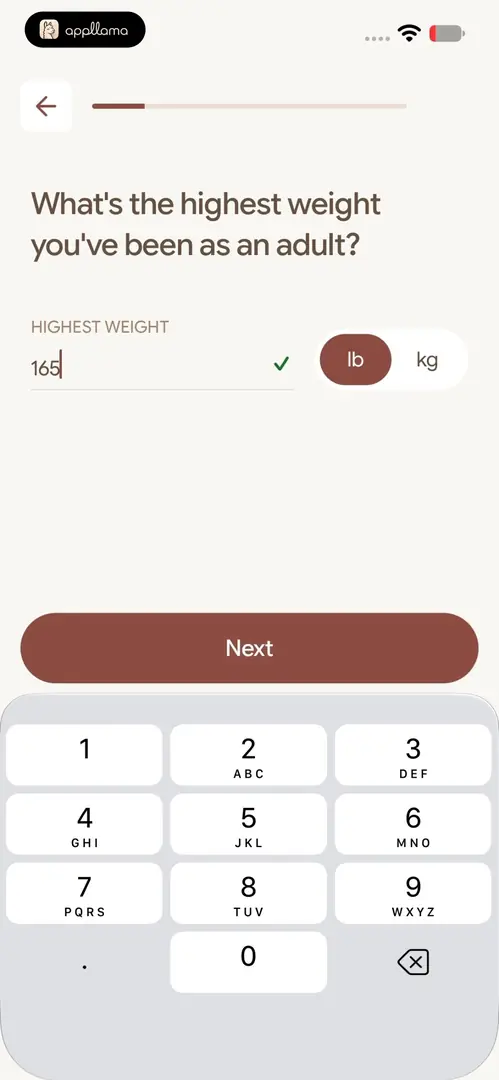 appllama
What's the highest weight
you've been as an adult?
HIGHEST WEIGHT
165
lb
kg
Next
1
2
ABC
3
DEF
4
GHI
5
JKL
6
MNO
7
PQRS
8
TUV
9
WXYZ
.
0